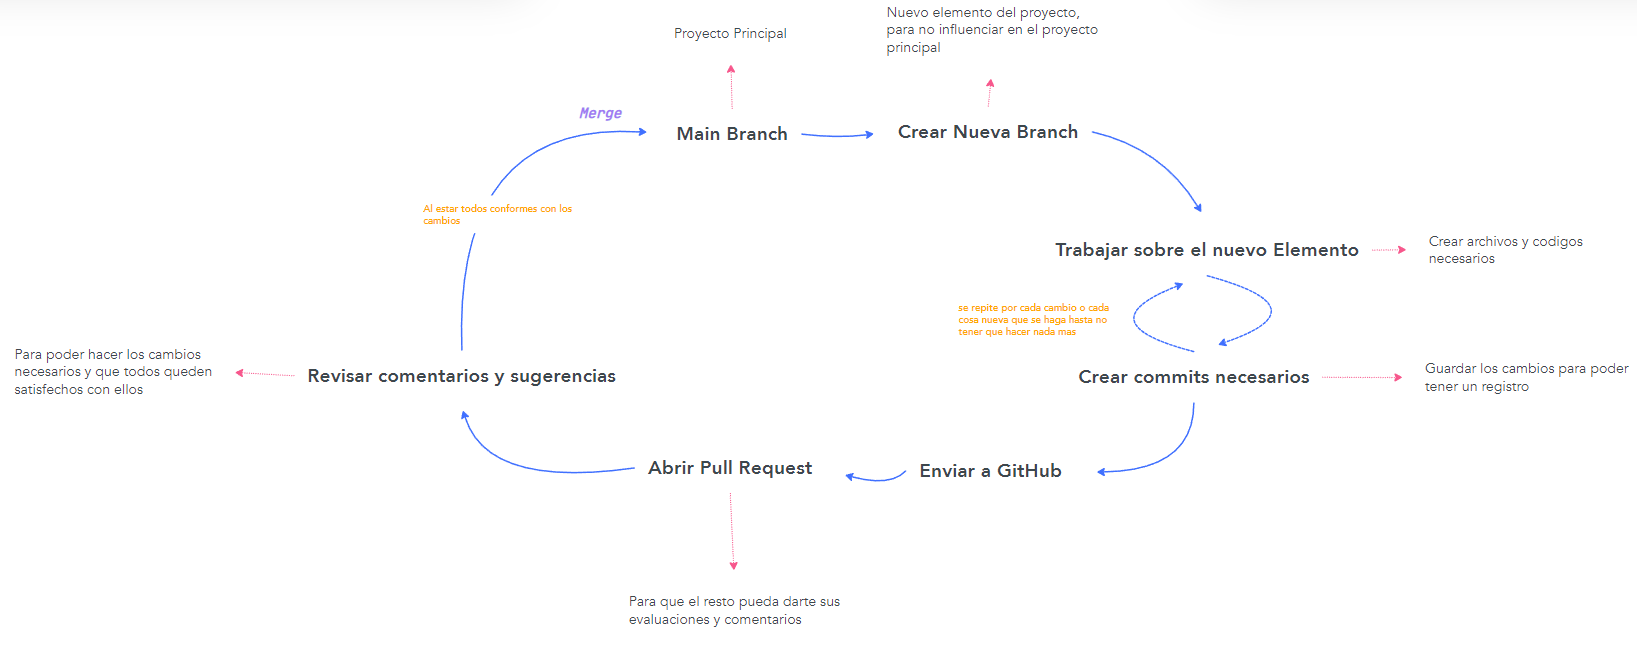 Nuevo elemento del proyecto,
para no influenciar en el proyecto
principal
Proyecto Principal
Merge
Main Branch
Crear Nueva Branch
Al estar todos conformes con los
cambios
Trabajar sobre el nuevo Elemento
Crear archivos y codigos
necesarios
se repite por cada cambio o cada
cosa nueva que se haga hasta no
tener que hacer nada mas
Para poder hacer los cambios
necesarios y que todos queden
satisfechos con ellos
Revisar comentarios y sugerencias
Crear commits necesarios
Guardar los cambios para poder
tener un registro
Abrir Pull Request
Enviar a GitHub
Para que el resto pueda darte sus
evaluaciones y comentarios